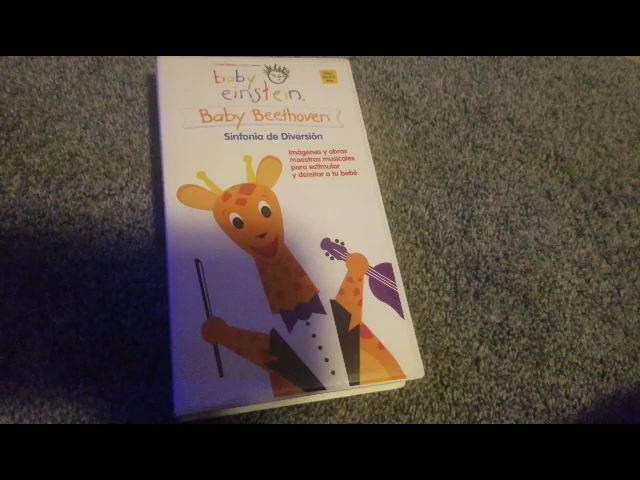 baby
einstein
Baby Beethoven
Sinfonía de Diversión
Imágenes y obras
maestras musicales
para estimular
y deleitar a tu bebé